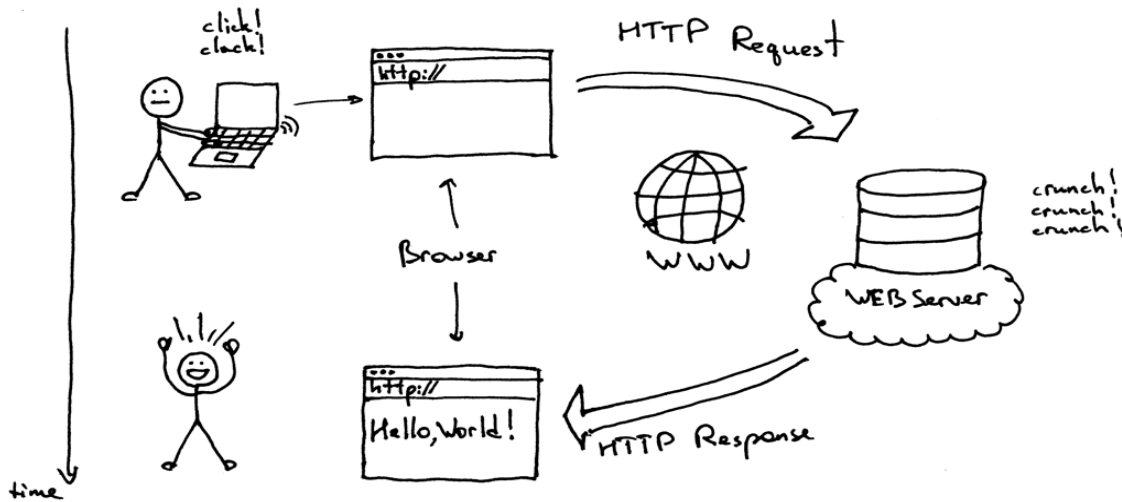 click!
clack!
http://
HTTP Request
crunch!
crunch!
crunch!
WWW
Browser
WEB Server
http://
Hello, World!
HTTP Response
time